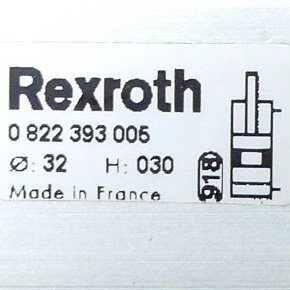 Rexroth
0 822 393 005
Ø: 32 H: 030
Made in France
918